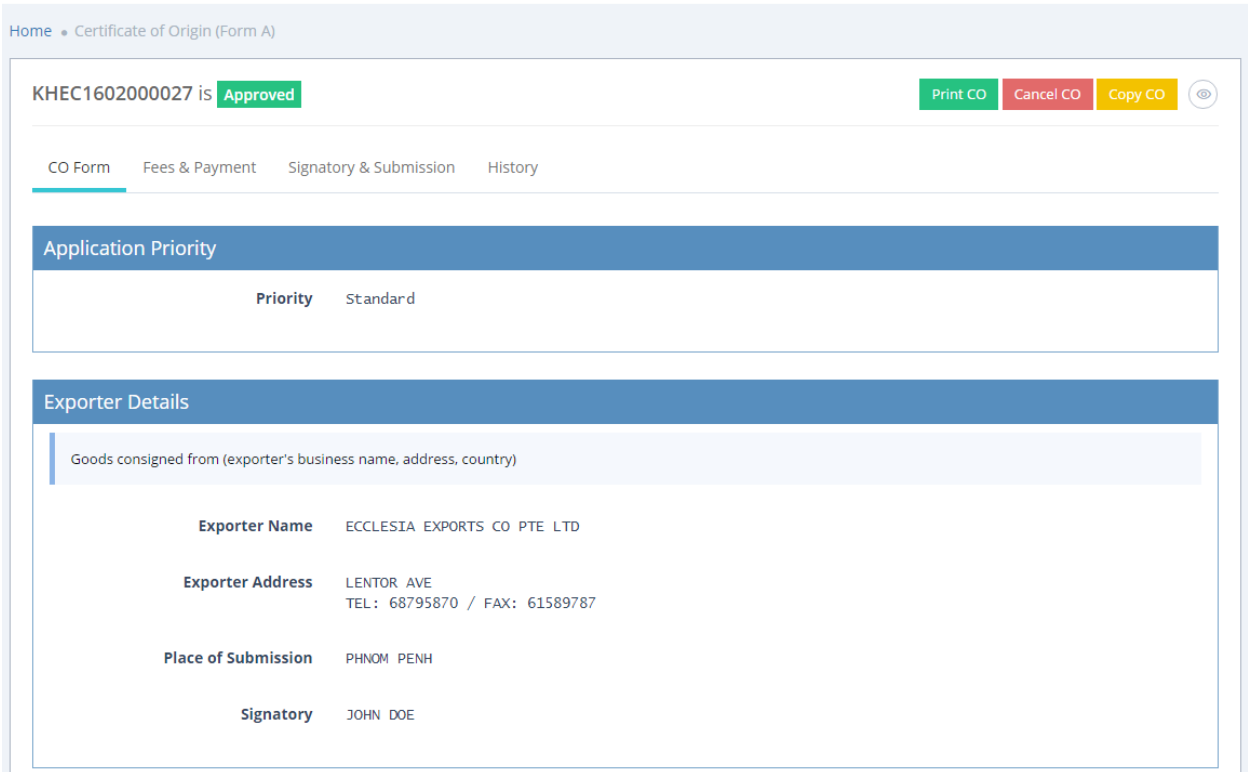 Home • Certificate of Origin (Form A)
KHEC1602000027 is Approved
Print CO Cancel CO Copy CO
CO Form Fees & Payment Signatory & Submission History
Application Priority
Priority Standard
Exporter Details
Goods consigned from (exporter's business name, address, country)
Exporter Name ECCLESIA EXPORTS CO PTE LTD
Exporter Address LENTOR AVE
TEL: 68795870 / FAX: 61589787
Place of Submission PHNOM PENH
Signatory JOHN DOE